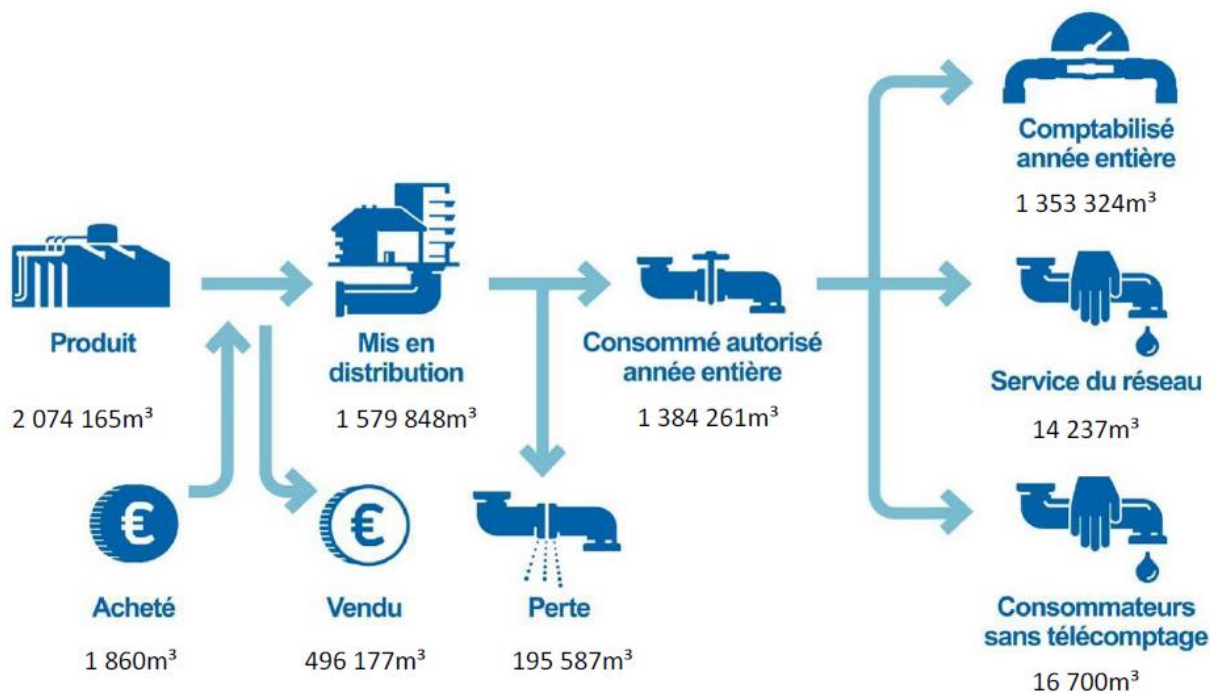 Comptabilisé
année entière
1 353 324m³
Produit
2 074 165m³
Mis en
distribution
1 579 848m³
Consommé autorisé
année entière
1 384 261m³
Service du réseau
14 237m³
€
Acheté
1 860m³
€
Vendu
496 177m³
Perte
195 587m³
Consommateurs
sans télécomptage
16 700m³